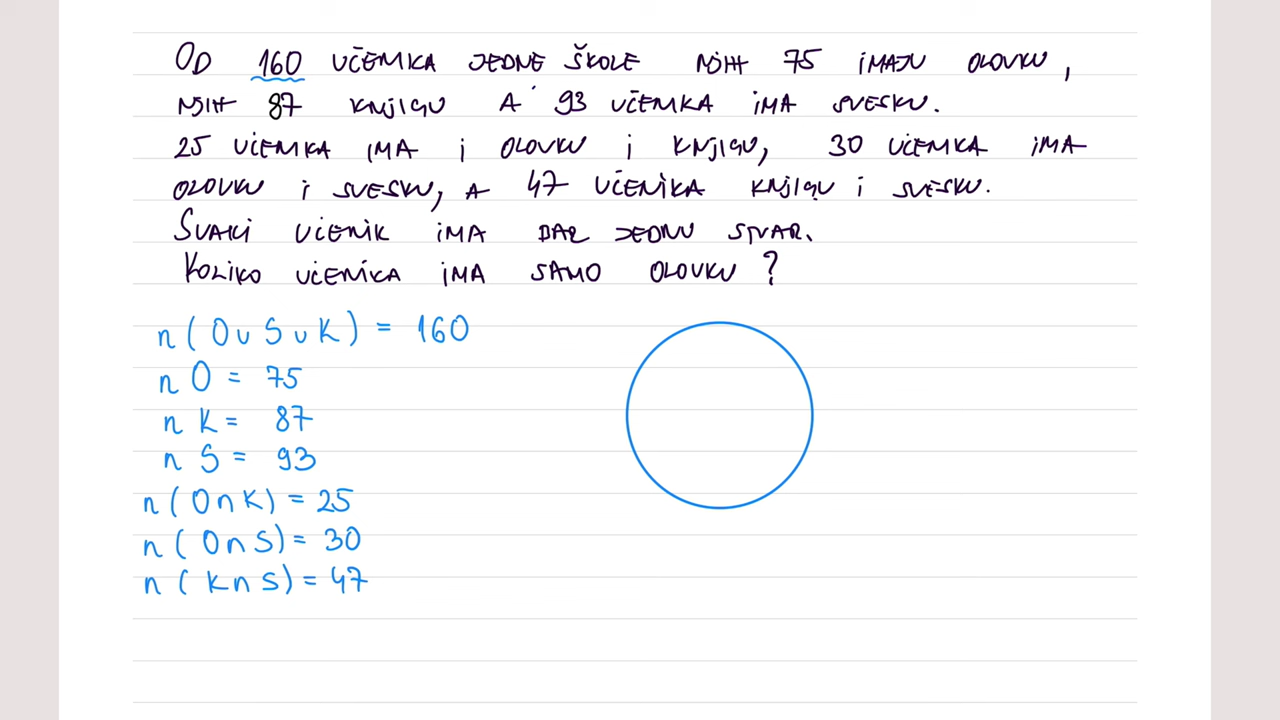 OD 160 UČENIKA JEDNE ŠKOLE NJIH 75 IMAJU OLOVKU,
NJIH 87 KNJIGU A 93 UČENIKA IMA SVESKU.
25 UČENIKA IMA I OLOVKU I KNJIGU, 30 UČENIKA IMA
OLOVKU I SVESKU, A 47 UČENIKA KNJIGU I SVESKU.
SVAKI UČENIK IMA BAR JEDNU STVAR.
KOLIKO UČENIKA IMA SAMO OLOVKU?
n(O∪S∪K) = 160
n O = 75
n K = 87
n S = 93
n(O∩K) = 25
n(O∩S) = 30
n(K∩S) = 47